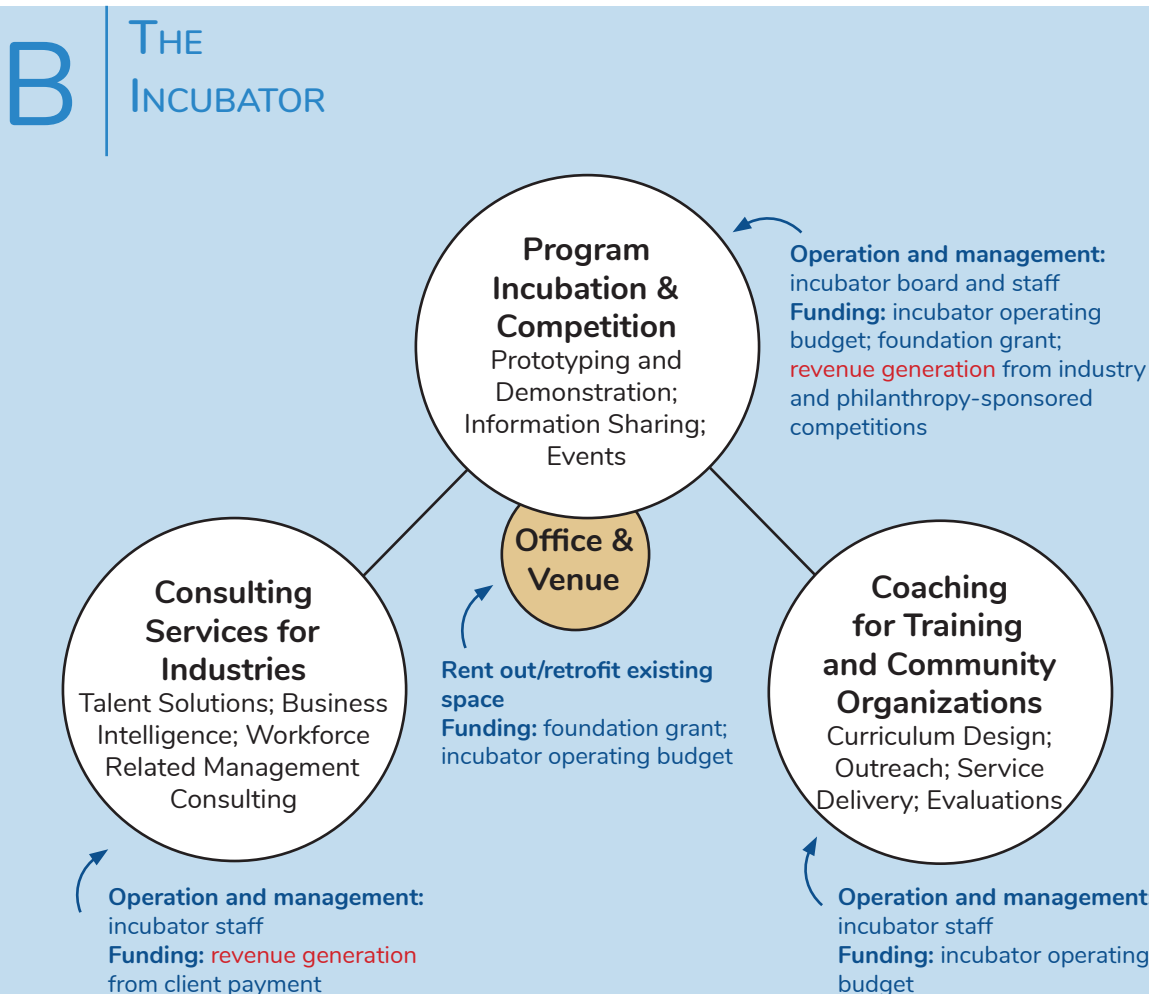 B
THE
INCUBATOR
Program
Incubation &
Competition
Prototyping and
Demonstration;
Information Sharing;
Events
Operation and management:
incubator board and staff
Funding: incubator operating
budget; foundation grant;
revenue generation from industry
and philanthropy-sponsored
competitions
Office &
Venue
Rent out/retrofit existing
space
Funding: foundation grant;
incubator operating budget
Consulting
Services for
Industries
Talent Solutions; Business
Intelligence; Workforce
Related Management
Consulting
Operation and management:
incubator staff
Funding: revenue generation
from client payment
Coaching
for Training
and Community
Organizations
Curriculum Design;
Outreach; Service
Delivery; Evaluations
Operation and management
incubator staff
Funding: incubator operating
budget